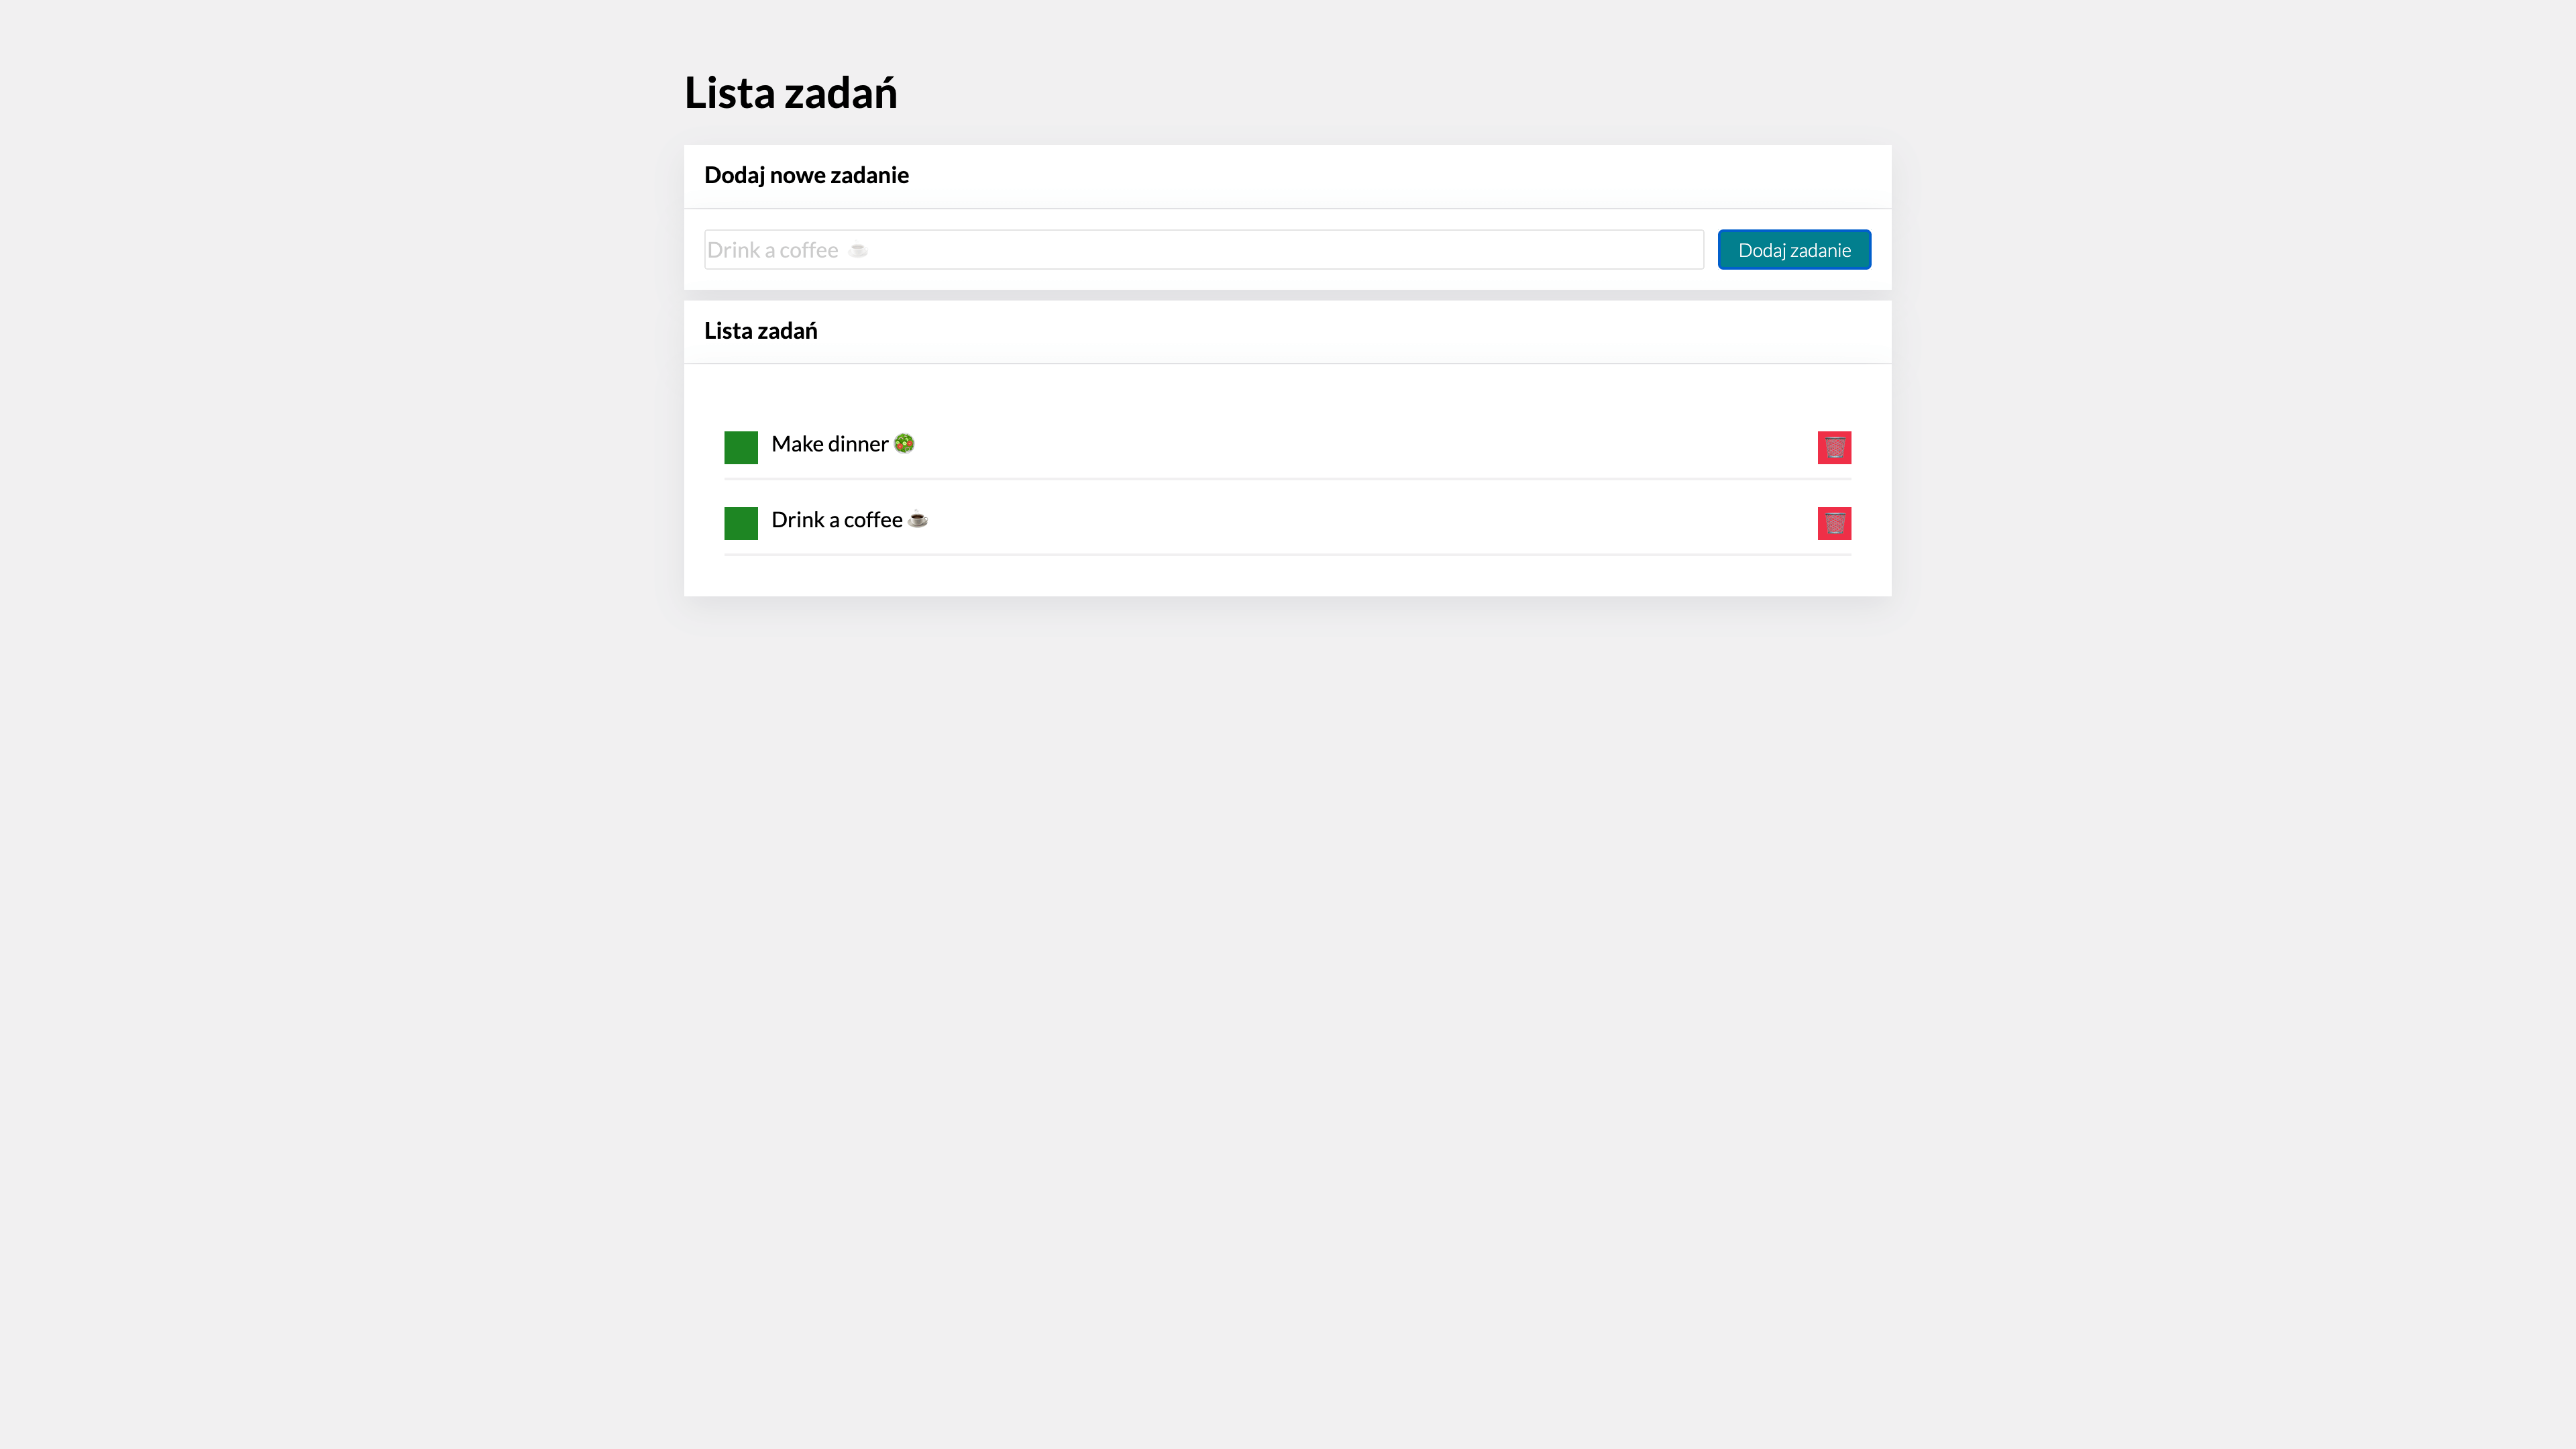 Lista zadań
Dodaj nowe zadanie
Drink a coffee ☕
Dodaj zadanie
Lista zadań
Make dinner 🥗
Drink a coffee ☕